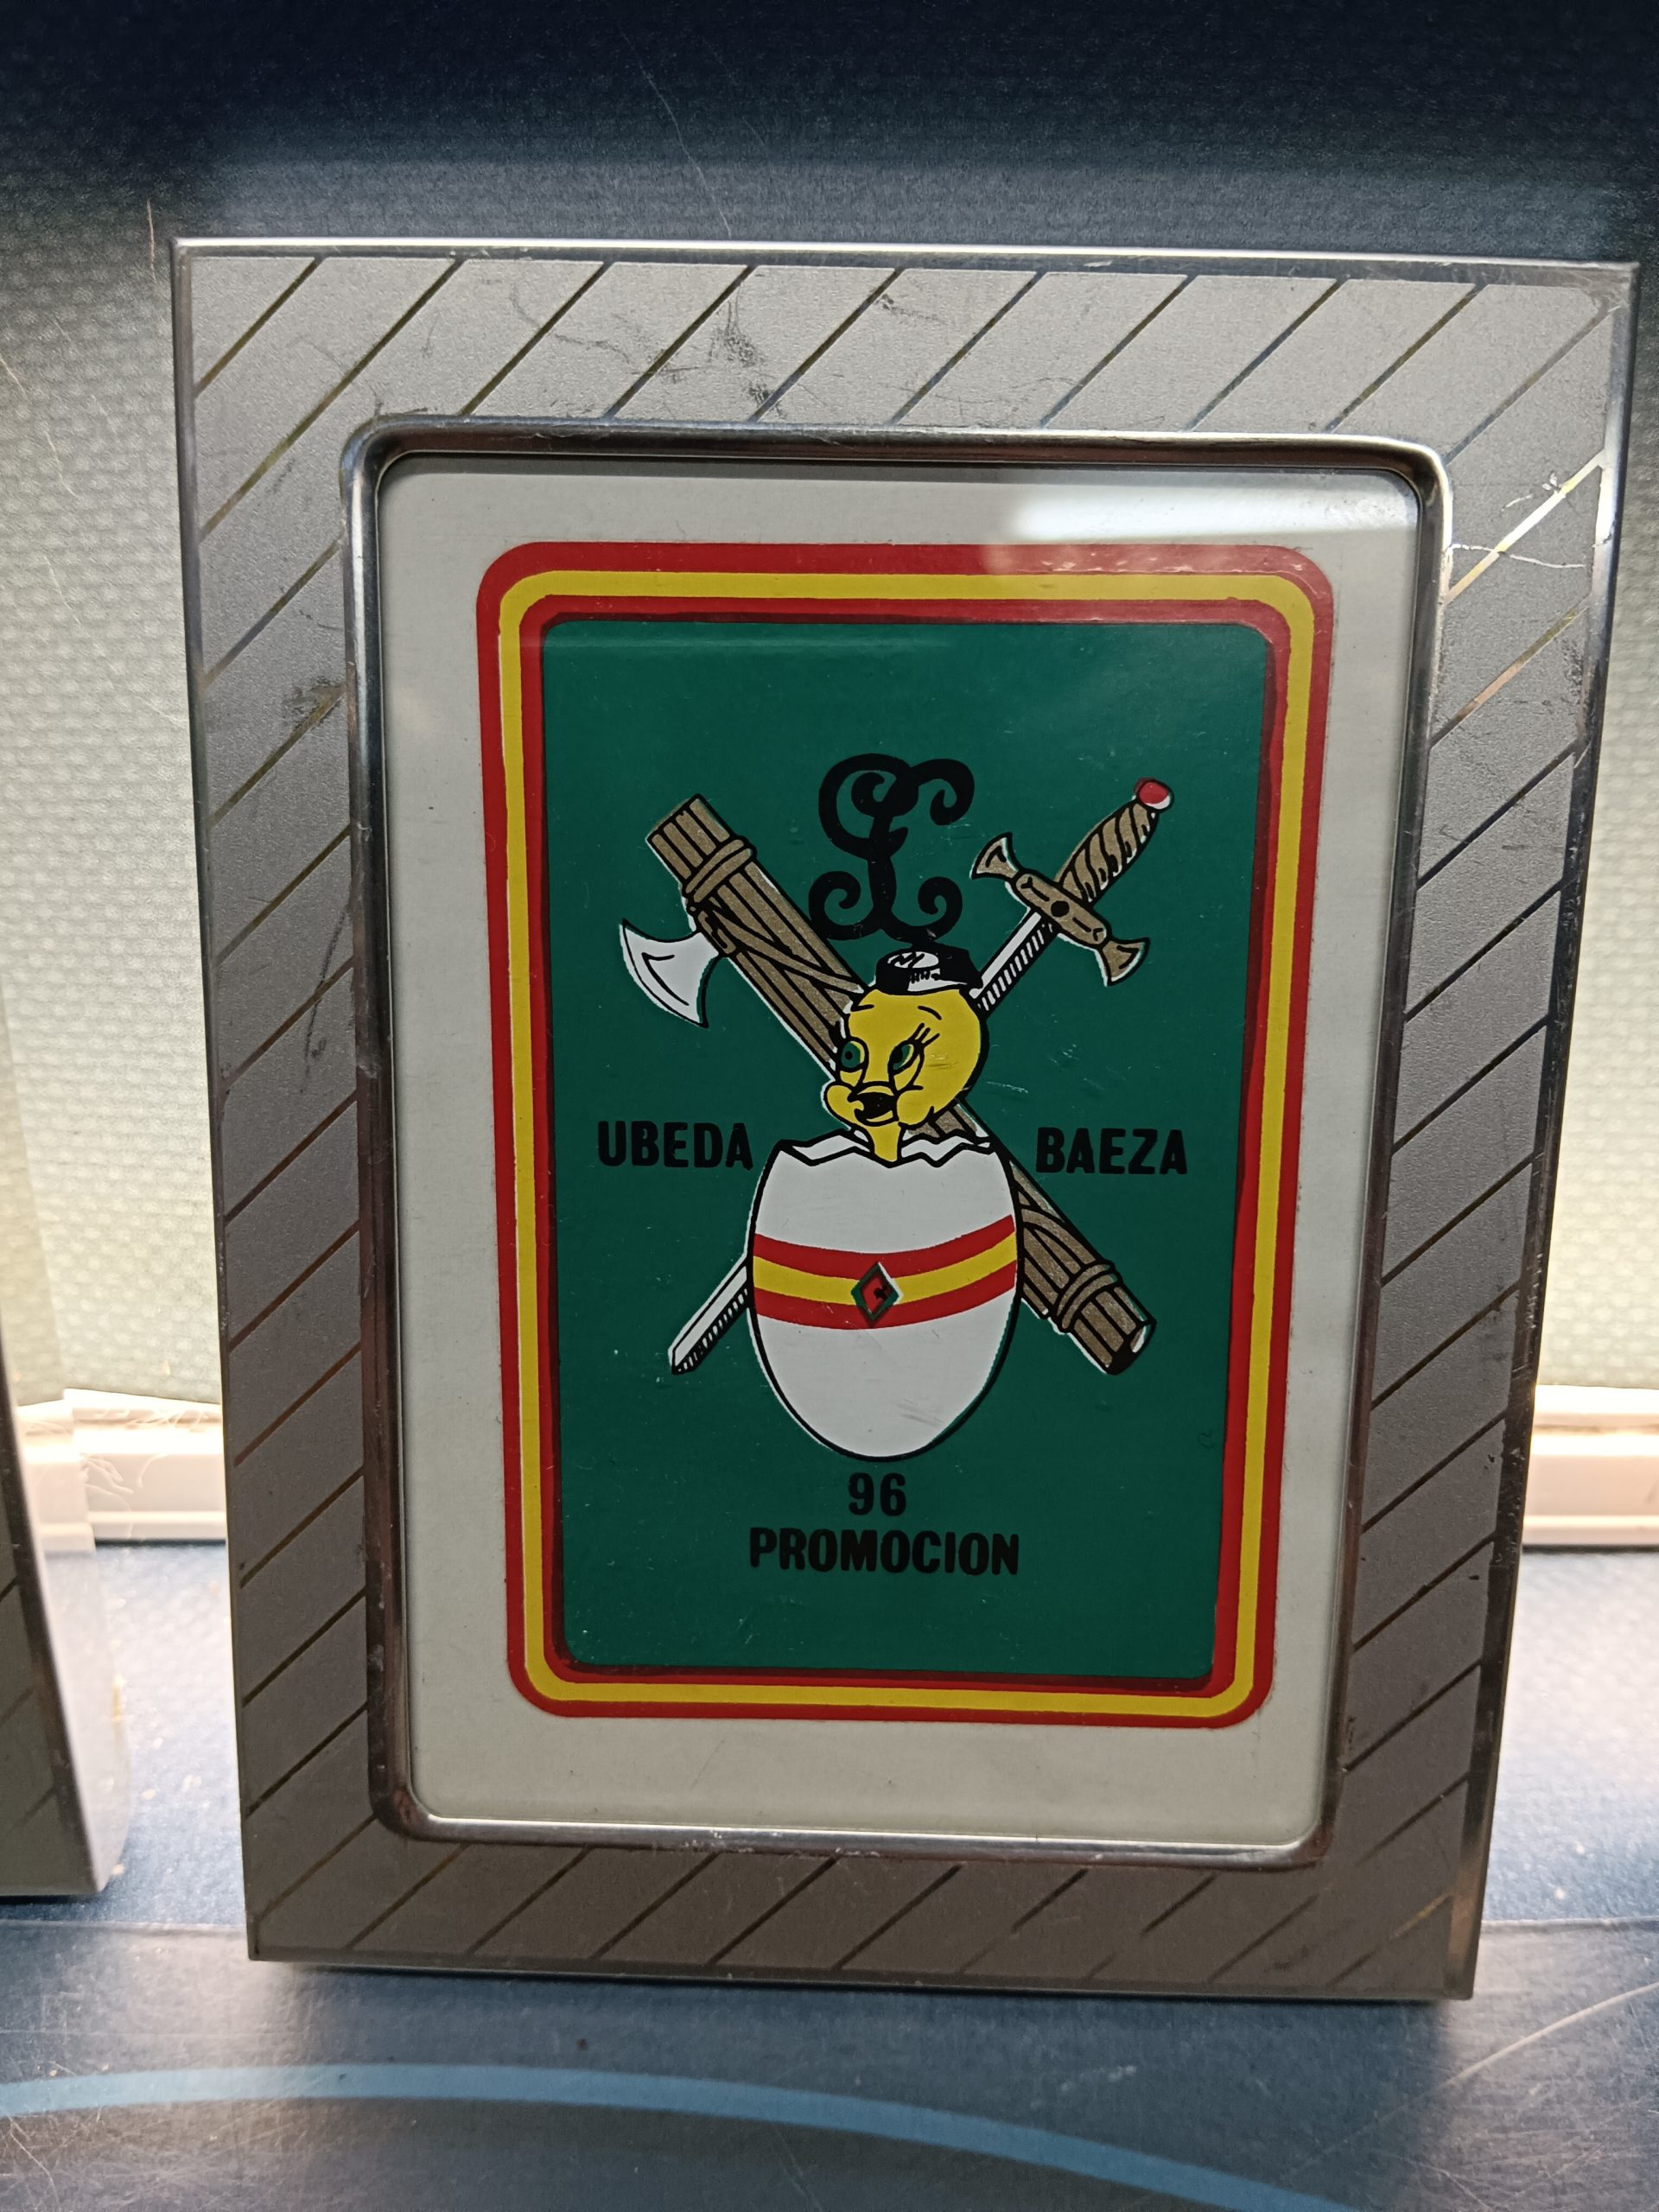 UBEDA BAEZA
96
PROMOCION